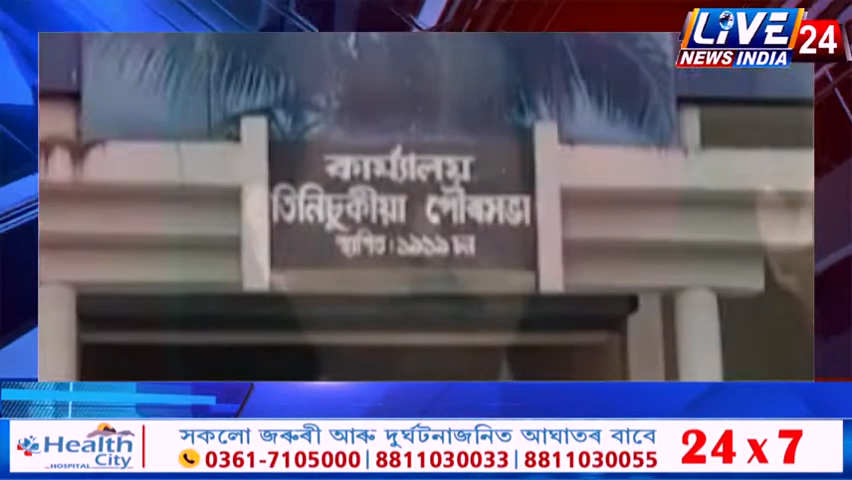 LIVE
NEWS INDIA
24
কাৰ্য্যালয়
তিনিচুকীয়া পৌৰসভা
স্থাপিত : ১৯১৯ চন
Health
City
HOSPITAL
সকলো জৰুৰী আৰু দুৰ্ঘটনাজনিত আঘাতৰ বাবে
0361-7105000 | 8811030033 | 8811030055
24 x 7